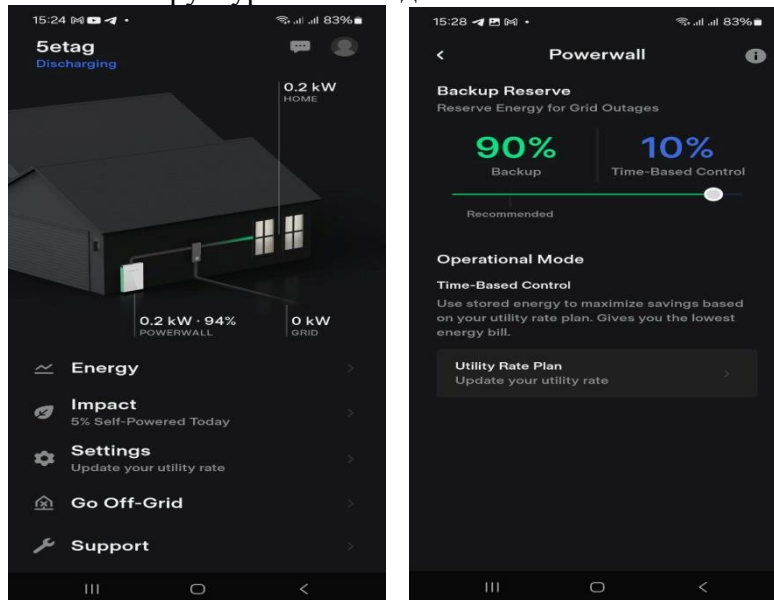 15:24 83%
5etag
Discharging
0.2 kW
HOME
0.2 kW · 94%
POWERWALL
0 kW
GRID
Energy
Impact
5% Self-Powered Today
Settings
Update your utility rate
Go Off-Grid
Support
15:28 83%
Powerwall
Backup Reserve
Reserve Energy for Grid Outages
90%
Backup
10%
Time-Based Control
Recommended
Operational Mode
Time-Based Control
Use stored energy to maximize savings based
on your utility rate plan. Gives you the lowest
energy bill.
Utility Rate Plan
Update your utility rate